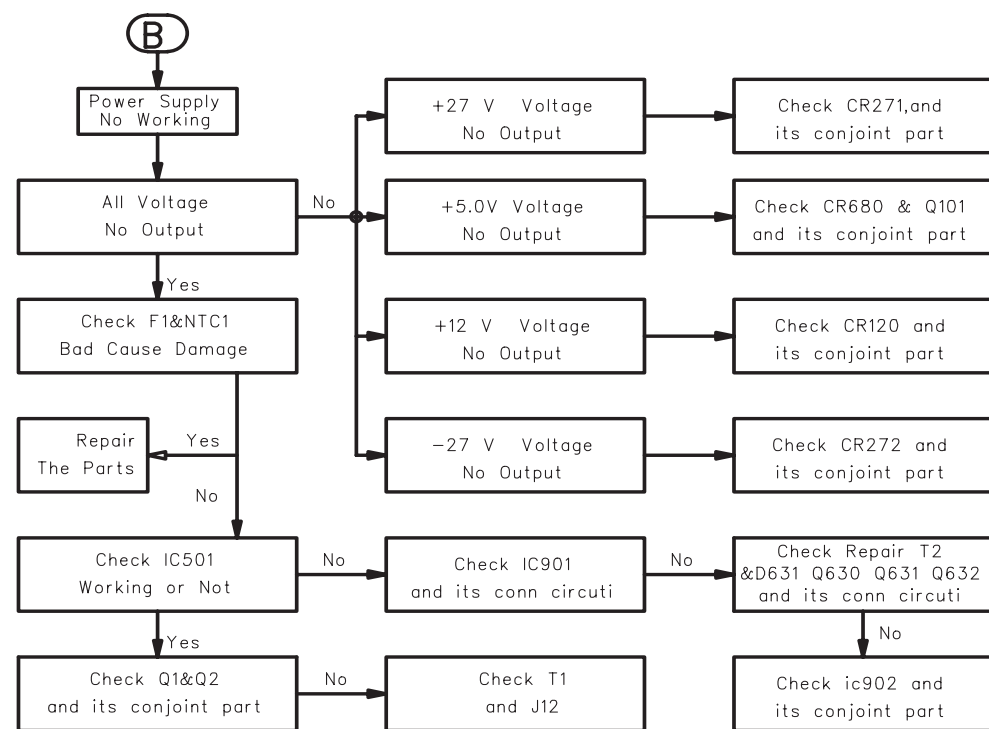 B
Power Supply
No Working
All Voltage
No Output
No
+27 V Voltage
No Output
Check CR271,and
its conjoint part
+5.0V Voltage
No Output
Check CR680 & Q101
and its conjoint part
Yes
Check F1&NTC1
Bad Cause Damage
+12 V Voltage
No Output
Check CR120 and
its conjoint part
Repair
The Parts
Yes
No
-27 V Voltage
No Output
Check CR272 and
its conjoint part
Check IC501
Working or Not
No
Check IC901
and its conn circuti
No
Check Repair T2
&D631 Q630 Q631 Q632
and its conn circuti
Yes
No
Check Q1&Q2
and its conjoint part
No
Check T1
and J12
Check ic902 and
its conjoint part